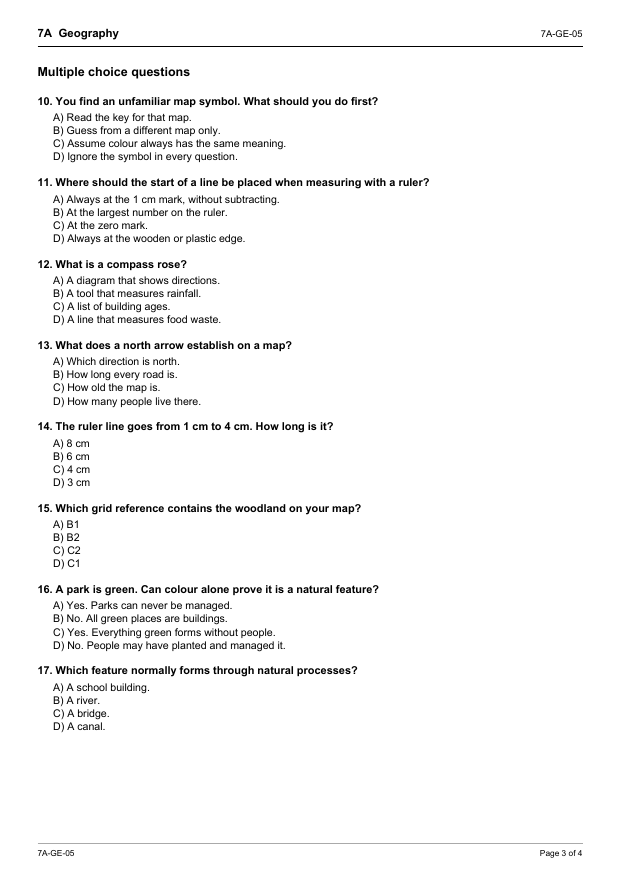 7A Geography
7A-GE-05
Multiple choice questions
10. You find an unfamiliar map symbol. What should you do first?
A) Read the key for that map.
B) Guess from a different map only.
C) Assume colour always has the same meaning.
D) Ignore the symbol in every question.
11. Where should the start of a line be placed when measuring with a ruler?
A) Always at the 1 cm mark, without subtracting.
B) At the largest number on the ruler.
C) At the zero mark.
D) Always at the wooden or plastic edge.
12. What is a compass rose?
A) A diagram that shows directions.
B) A tool that measures rainfall.
C) A list of building ages.
D) A line that measures food waste.
13. What does a north arrow establish on a map?
A) Which direction is north.
B) How long every road is.
C) How old the map is.
D) How many people live there.
14. The ruler line goes from 1 cm to 4 cm. How long is it?
A) 8 cm
B) 6 cm
C) 4 cm
D) 3 cm
15. Which grid reference contains the woodland on your map?
A) B1
B) B2
C) C2
D) C1
16. A park is green. Can colour alone prove it is a natural feature?
A) Yes. Parks can never be managed.
B) No. All green places are buildings.
C) Yes. Everything green forms without people.
D) No. People may have planted and managed it.
17. Which feature normally forms through natural processes?
A) A school building.
B) A river.
C) A bridge.
D) A canal.
7A-GE-05
Page 3 of 4